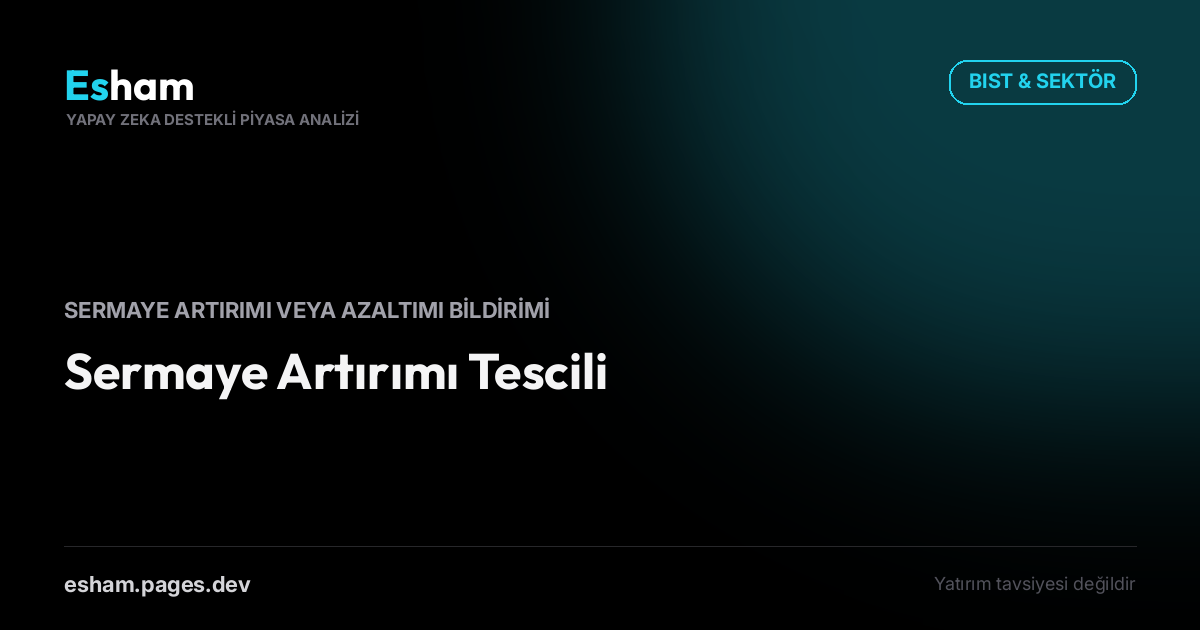 Esham
YAPAY ZEKA DESTEKLİ PİYASA ANALİZİ
BIST & SEKTÖR
SERMAYE ARTIRIMI VEYA AZALTIMI BİLDİRİMİ
Sermaye Artırımı Tescili
esham.pages.dev
Yatırım tavsiyesi değildir